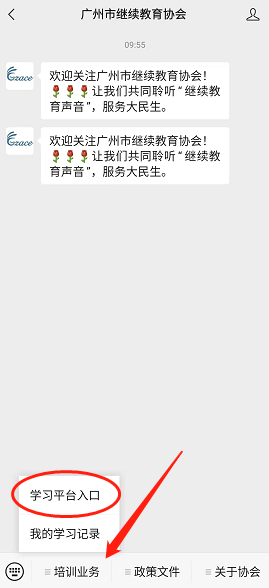 广州市继续教育协会
09:55
Grace
欢迎关注广州市继续教育协会！
🌹🌹🌹让我们共同聆听“继续教
育声音”，服务大民生。
Grace
欢迎关注广州市继续教育协会！
🌹🌹🌹让我们共同聆听“继续教
育声音”，服务大民生。
学习平台入口
我的学习记录
培训业务
政策文件
关于协会